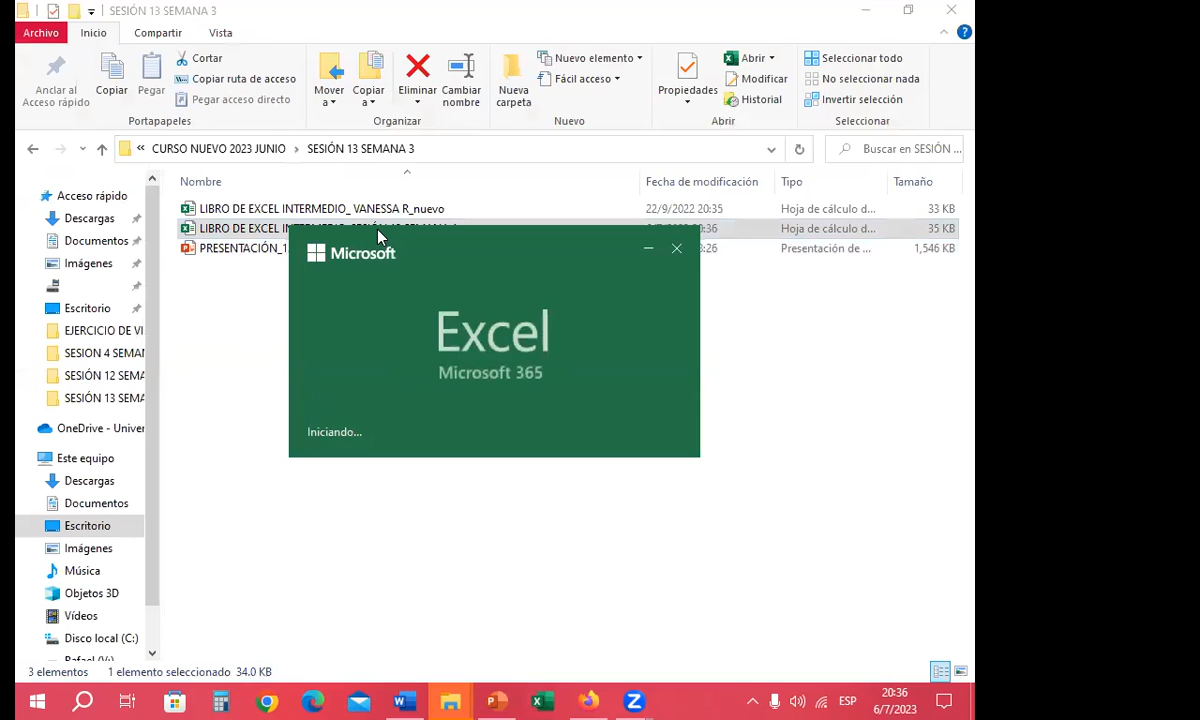 SESIÓN 13 SEMANA 3
Archivo Inicio Compartir Vista
Anclar al Acceso rápido
Copiar
Pegar
Cortar
Copiar ruta de acceso
Pegar acceso directo
Portapapeles
Mover a
Copiar a
Eliminar
Cambiar nombre
Organizar
Nueva carpeta
Nuevo elemento
Fácil acceso
Nuevo
Propiedades
Abrir
Modificar
Historial
Abrir
Seleccionar todo
No seleccionar nada
Invertir selección
Seleccionar
« CURSO NUEVO 2023 JUNIO › SESIÓN 13 SEMANA 3
Buscar en SESIÓN ...
Nombre Fecha de modificación Tipo Tamaño
LIBRO DE EXCEL INTERMEDIO_ VANESSA R_nuevo 22/9/2022 20:35 Hoja de cálculo d... 33 KB
LIBRO DE EXCEL Hoja de cálculo d... 35 KB
PRESENTACIÓN_1 Presentación de ... 1,546 KB
Acceso rápido
Descargas
Documentos
Imágenes
Escritorio
EJERCICIO DE VI
SESION 4 SEMAN
SESIÓN 12 SEMA
SESIÓN 13 SEMA
OneDrive - Univer
Este equipo
Descargas
Documentos
Escritorio
Imágenes
Música
Objetos 3D
Vídeos
Disco local (C:)
Microsoft
Excel
Microsoft 365
Iniciando...
3 elementos 1 elemento seleccionado 34.0 KB
ESP
20:36
6/7/2023